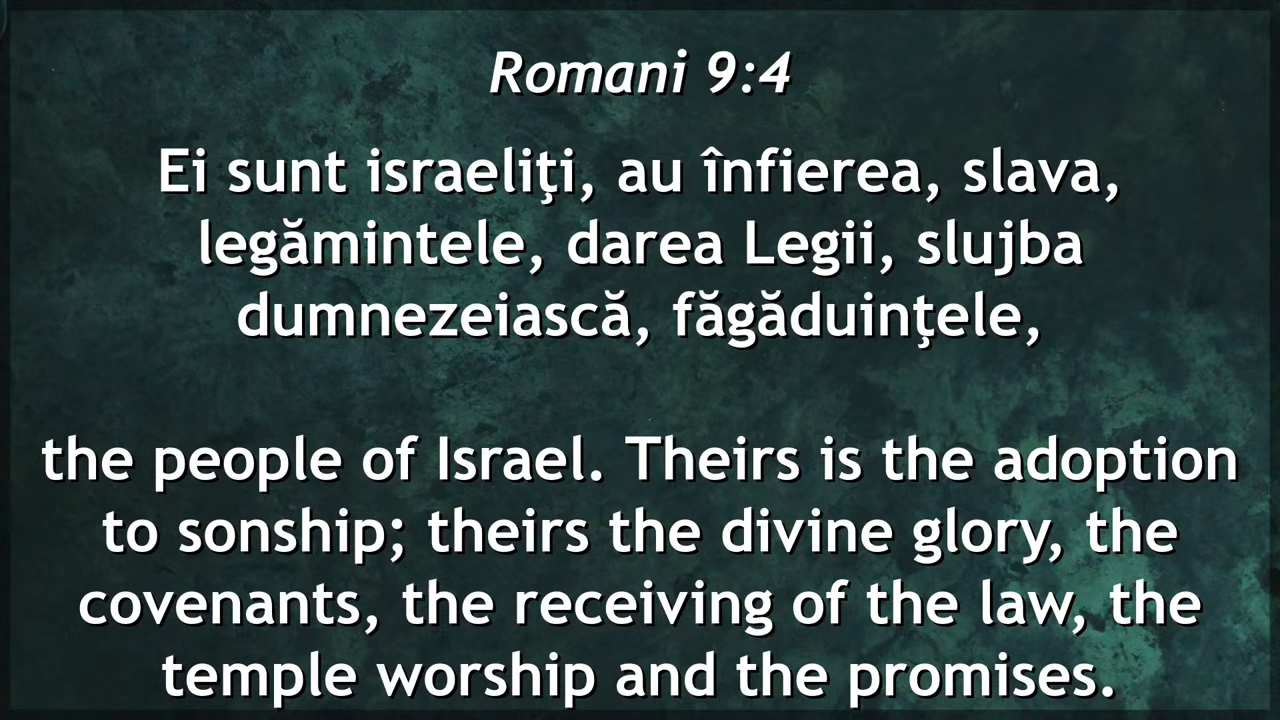 Romani 9:4
Ei sunt israeliţi, au înfierea, slava,
legămintele, darea Legii, slujba
dumnezeiască, făgăduinţele,
the people of Israel. Theirs is the adoption
to sonship; theirs the divine glory, the
covenants, the receiving of the law, the
temple worship and the promises.